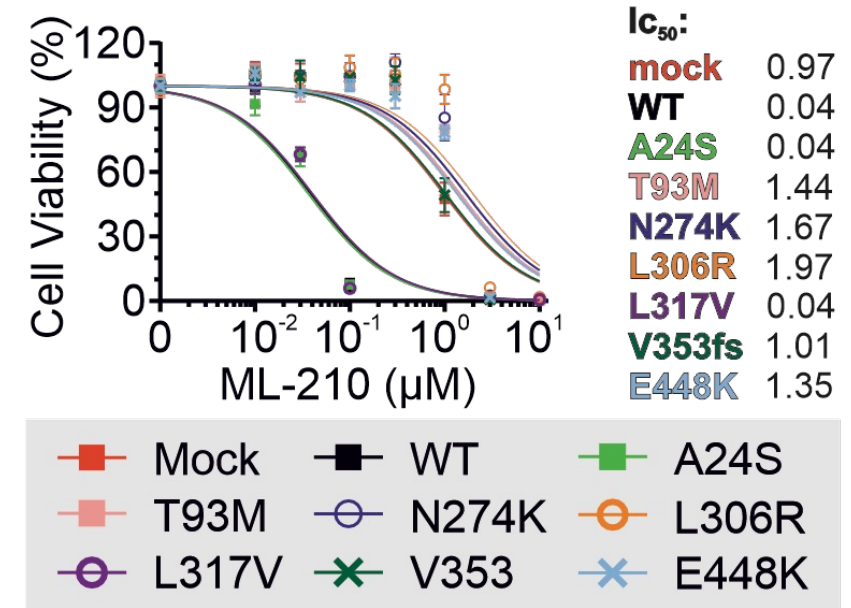 Cell Viability (%)
120
90
60
30
0
0 10⁻² 10⁻¹ 10⁰ 10¹
ML-210 (μM)
Ic₅₀:
mock 0.97
WT 0.04
A24S 0.04
T93M 1.44
N274K 1.67
L306R 1.97
L317V 0.04
V353fs 1.01
E448K 1.35
Mock WT A24S
T93M N274K L306R
L317V V353 E448K